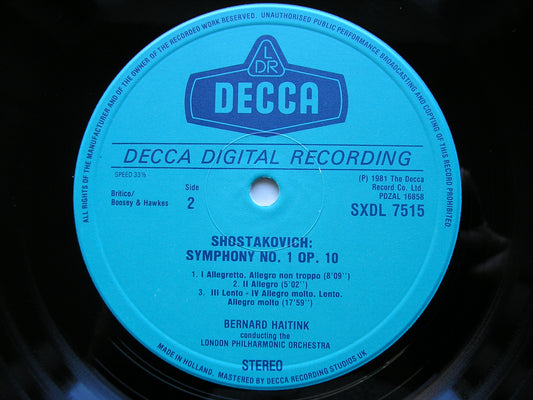 ALL RIGHTS OF THE MANUFACTURER AND OF THE OWNER OF THE RECORDED WORK RESERVED. UNAUTHORISED PUBLIC PERFORMANCE BROADCASTING AND COPYING OF THIS RECORD PROHIBITED.
L
DR
DECCA
DECCA DIGITAL RECORDING
SPEED 33⅓
(P) 1981 The Decca
Record Co. Ltd.
PDZAL 16858
SXDL 7515
Britico/
Boosey & Hawkes
Side
2
SHOSTAKOVICH:
SYMPHONY NO. 1 OP. 10
1. I Allegretto. Allegro non troppo (8'09'')
2. II Allegro (5'02'')
3. III Lento - IV Allegro molto. Lento.
Allegro molto (17'59'')
BERNARD HAITINK
conducting the
LONDON PHILHARMONIC ORCHESTRA
STEREO
MADE IN HOLLAND. MASTERED BY DECCA RECORDING STUDIOS UK